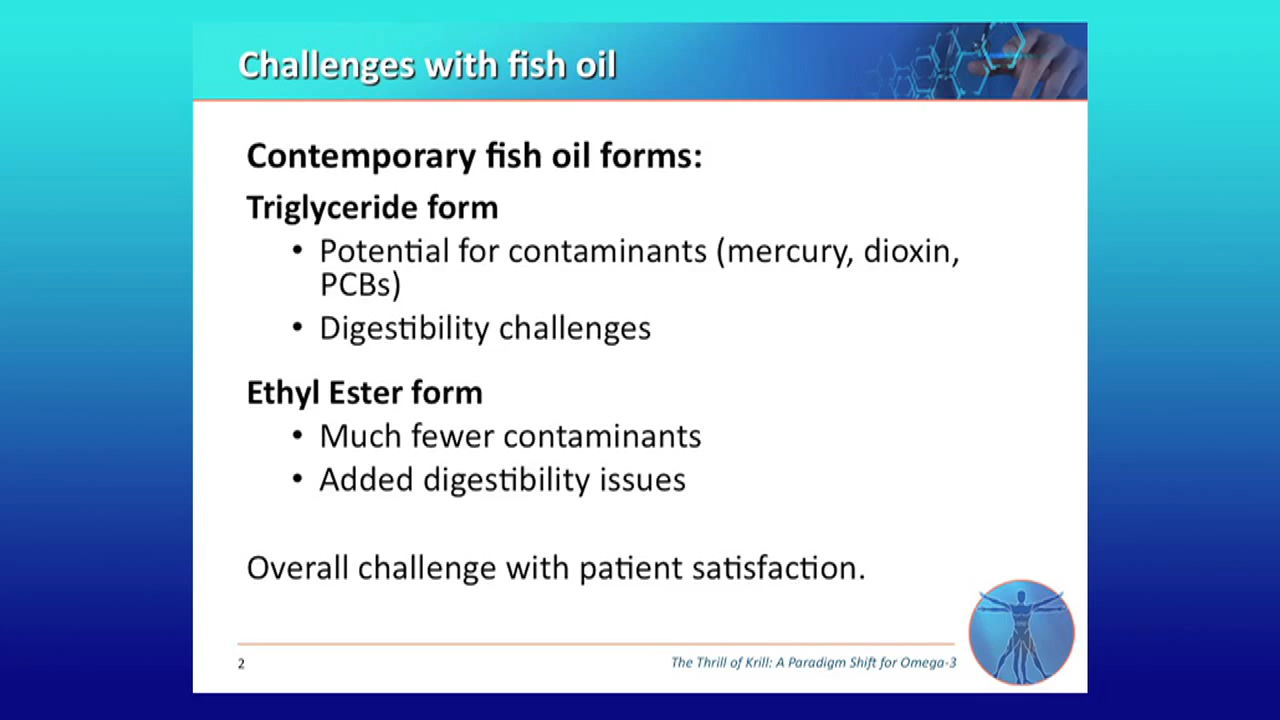 Challenges with fish oil
Contemporary fish oil forms:
Triglyceride form
• Potential for contaminants (mercury, dioxin,
PCBs)
• Digestibility challenges
Ethyl Ester form
• Much fewer contaminants
• Added digestibility issues
Overall challenge with patient satisfaction.
2
The Thrill of Krill: A Paradigm Shift for Omega-3